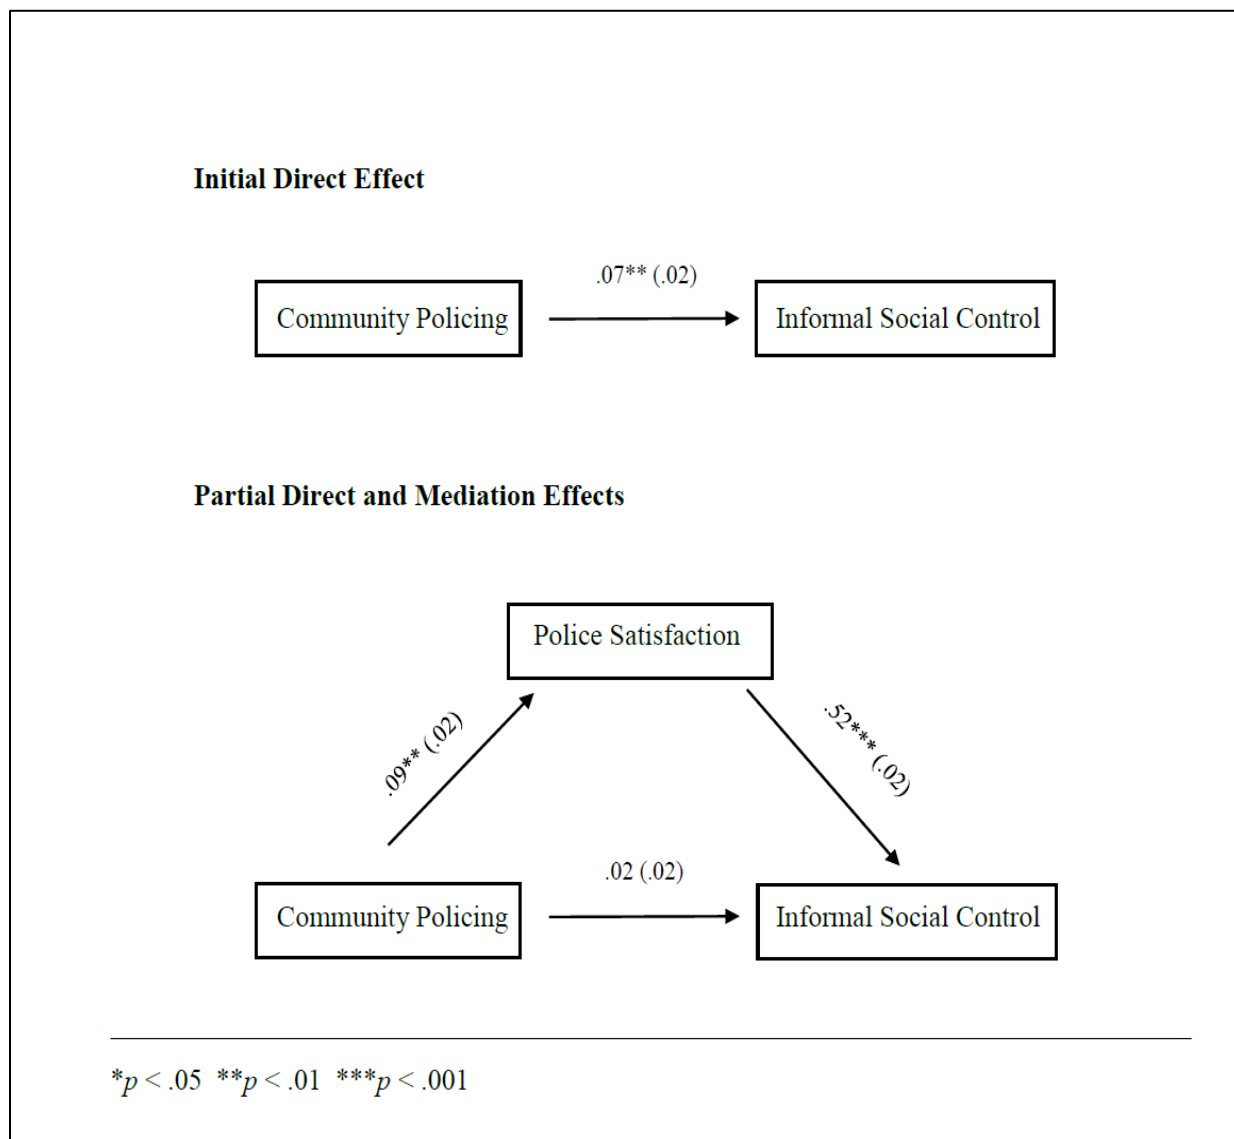 Initial Direct Effect
.07** (.02)
Community Policing
Informal Social Control
Partial Direct and Mediation Effects
Police Satisfaction
.09** (.02)
.52*** (.02)
.02 (.02)
Community Policing
Informal Social Control
*p < .05  **p < .01  ***p < .001